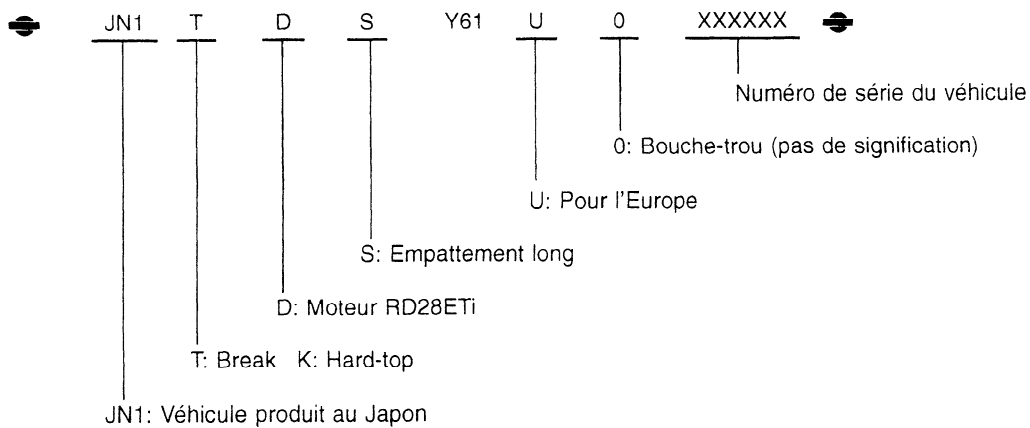 JN1 T D S Y61 U 0 XXXXXX
Numéro de série du véhicule
0: Bouche-trou (pas de signification)
U: Pour l'Europe
S: Empattement long
D: Moteur RD28ETi
T: Break K: Hard-top
JN1: Véhicule produit au Japon